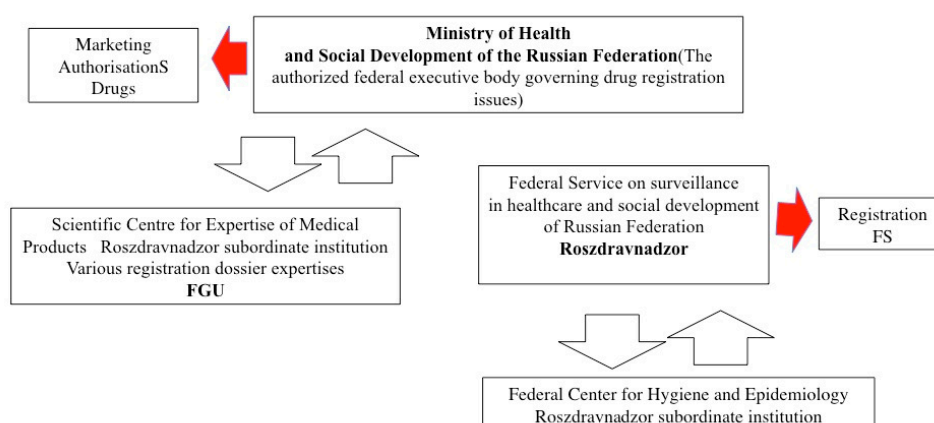 Ministry of Health
and Social Development of the Russian Federation(The
authorized federal executive body governing drug registration
issues)
Marketing
AuthorisationS
Drugs
Scientific Centre for Expertise of Medical
Products Roszdravnadzor subordinate institution
Various registration dossier expertises
FGU
Federal Service on surveillance
in healthcare and social development
of Russian Federation
Roszdravnadzor
Registration
FS
Federal Center for Hygiene and Epidemiology
Roszdravnadzor subordinate institution